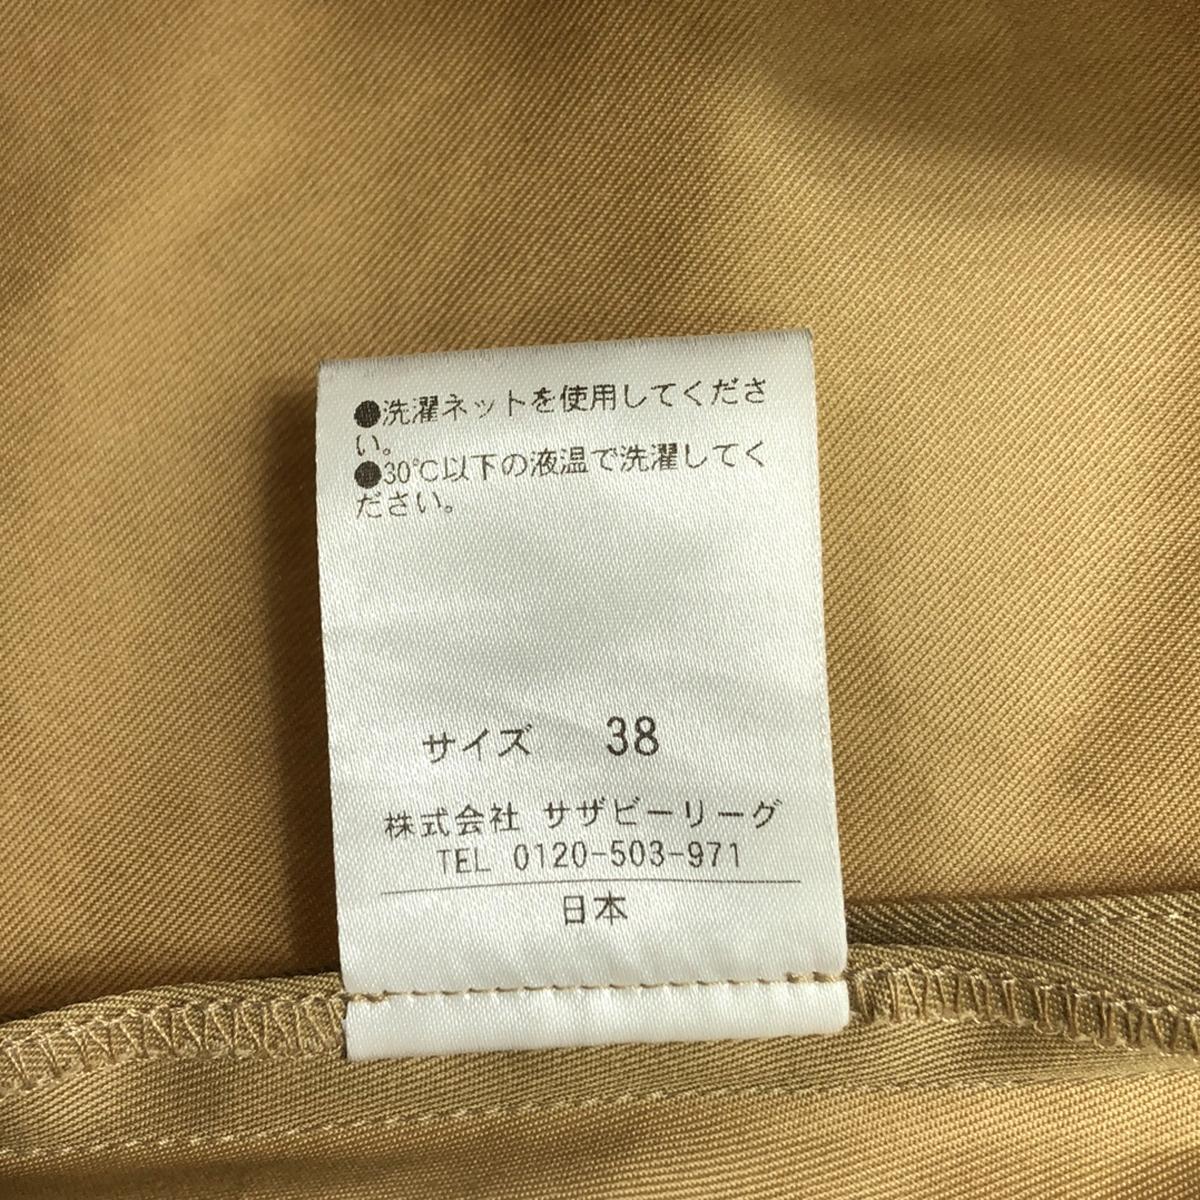 ●洗濯ネットを使用してくださ
い。
●30℃以下の液温で洗濯してく
ださい。
サイズ 38
株式会社 サザビーリーグ
TEL 0120-503-971
日本